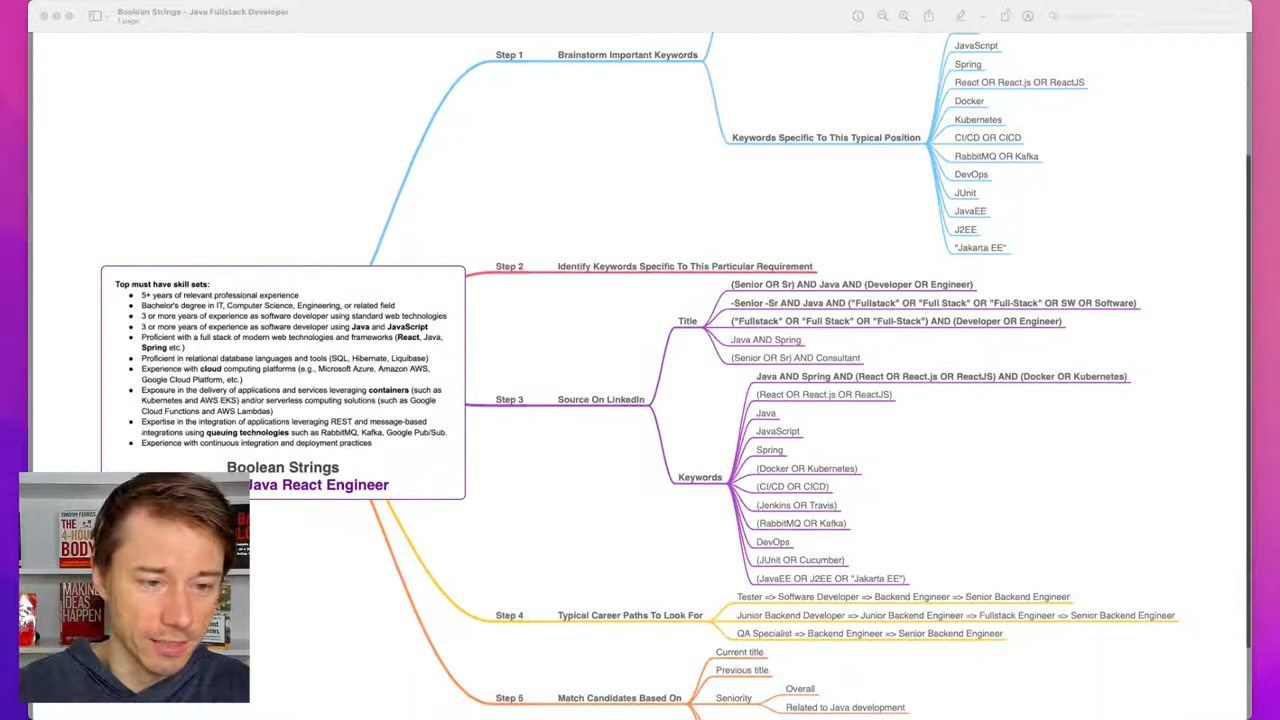 Boolean Strings - Java Fullstack Developer
1 page
Step 1
Brainstorm Important Keywords
Keywords Specific To This Typical Position
JavaScript
Spring
React OR React.js OR ReactJS
Docker
Kubernetes
CI/CD OR CICD
RabbitMQ OR Kafka
DevOps
JUnit
JavaEE
J2EE
"Jakarta EE"
Top must have skill sets:
● 5+ years of relevant professional experience
● Bachelor's degree in IT, Computer Science, Engineering, or related field
● 3 or more years of experience as software developer using standard web technologies
● 3 or more years of experience as software developer using Java and JavaScript
● Proficient with a full stack of modern web technologies and frameworks (React, Java,
Spring etc.)
● Proficient in relational database languages and tools (SQL, Hibernate, Liquibase)
● Experience with cloud computing platforms (e.g., Microsoft Azure, Amazon AWS,
Google Cloud Platform, etc.)
● Exposure in the delivery of applications and services leveraging containers (such as
Kubernetes and AWS EKS) and/or serverless computing solutions (such as Google
Cloud Functions and AWS Lambdas)
● Expertise in the integration of applications leveraging REST and message-based
integrations using queuing technologies such as RabbitMQ, Kafka, Google Pub/Sub.
● Experience with continuous integration and deployment practices
Boolean Strings
Java React Engineer
Step 2
Identify Keywords Specific To This Particular Requirement
Step 3
Source On LinkedIn
Title
(Senior OR Sr) AND Java AND (Developer OR Engineer)
-Senior -Sr AND Java AND ("Fullstack" OR "Full Stack" OR "Full-Stack" OR SW OR Software)
("Fullstack" OR "Full Stack" OR "Full-Stack") AND (Developer OR Engineer)
Java AND Spring
(Senior OR Sr) AND Consultant
Keywords
Java AND Spring AND (React OR React.js OR ReactJS) AND (Docker OR Kubernetes)
(React OR React.js OR ReactJS)
Java
JavaScript
Spring
(Docker OR Kubernetes)
(CI/CD OR CICD)
(Jenkins OR Travis)
(RabbitMQ OR Kafka)
DevOps
(JUnit OR Cucumber)
(JavaEE OR J2EE OR "Jakarta EE")
Step 4
Typical Career Paths To Look For
Tester => Software Developer => Backend Engineer => Senior Backend Engineer
Junior Backend Developer => Junior Backend Engineer => Fullstack Engineer => Senior Backend Engineer
QA Specialist => Backend Engineer => Senior Backend Engineer
Step 5
Match Candidates Based On
Current title
Previous title
Seniority
Overall
Related to Java development
THE
4-HOUR
BODY
MAKING
IDEAS
HAPPEN